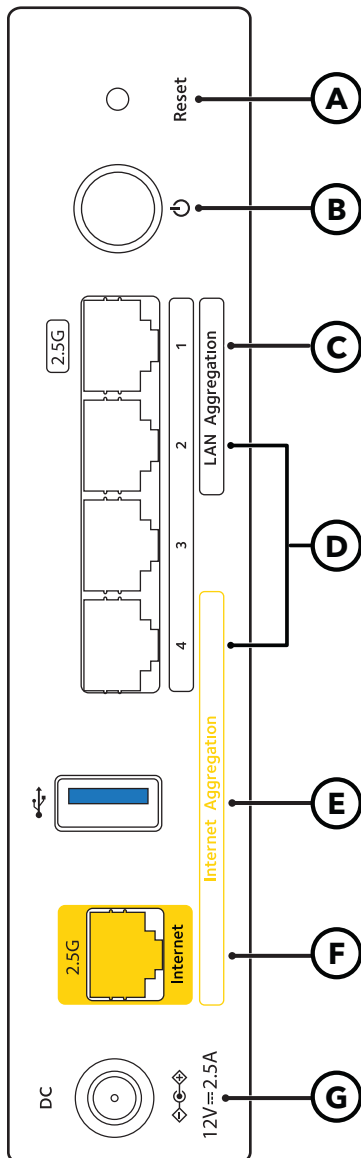 Reset
A
B
2.5G
1
LAN Aggregation
C
2
D
3
4
Internet Aggregation
E
2.5G
Internet
F
DC
12V⎓2.5A
G